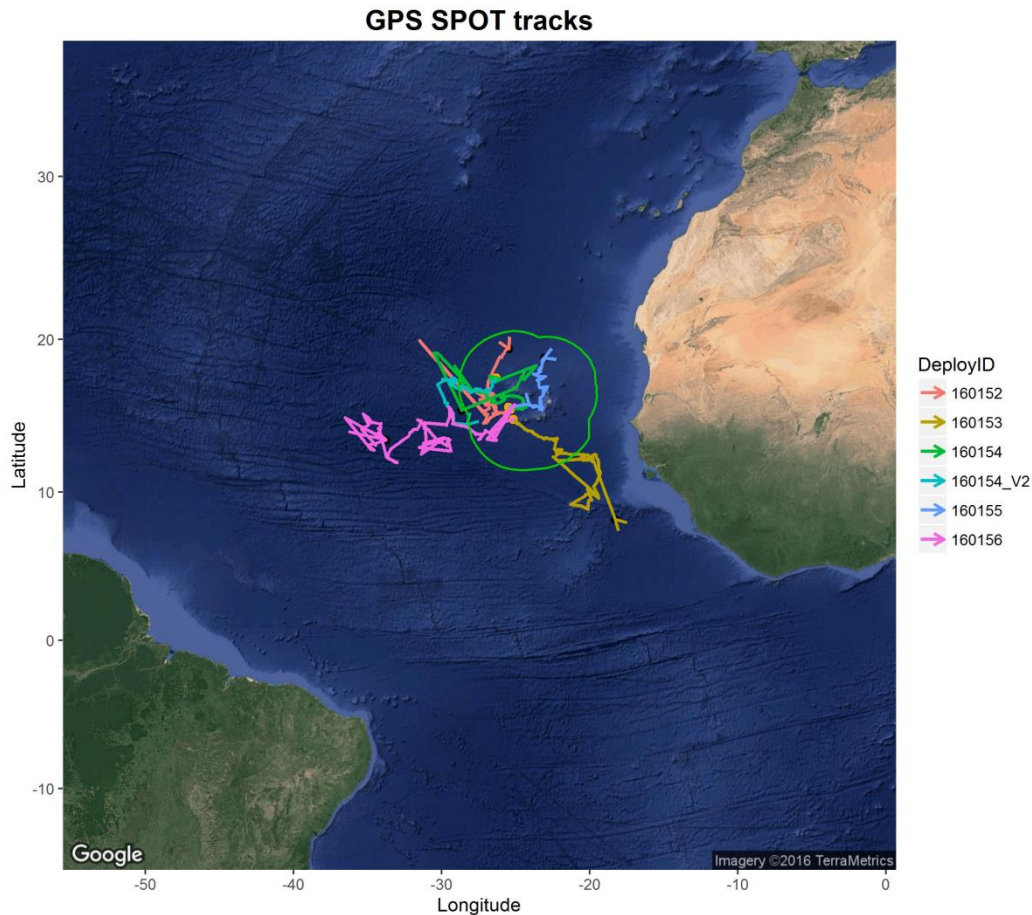 GPS SPOT tracks
30
20
10
0
-10
Latitude
-50
-40
-30
-20
-10
0
Longitude
Google
Imagery ©2016 TerraMetrics
DeployID
160152
160153
160154
160154_V2
160155
160156